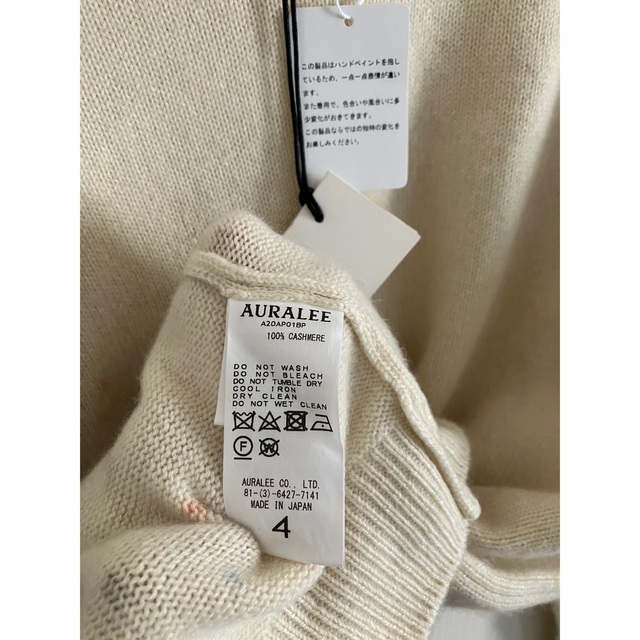 この製品はハンドペイントを施し
ているため、一点一点表情が違い
ます。
また着用で、色合いや風合いに多
少変化がおきてきます。
この製品ならではの独特の変化を
お楽しみください。
AURALEE
A20AP01BP
100% CASHMERE
DO NOT WASH
DO NOT BLEACH
DO NOT TUMBLE DRY
COOL IRON
DRY CLEAN
DO NOT WET CLEAN
F W
AURALEE CO., LTD.
81-(3)-6427-7141
MADE IN JAPAN
4